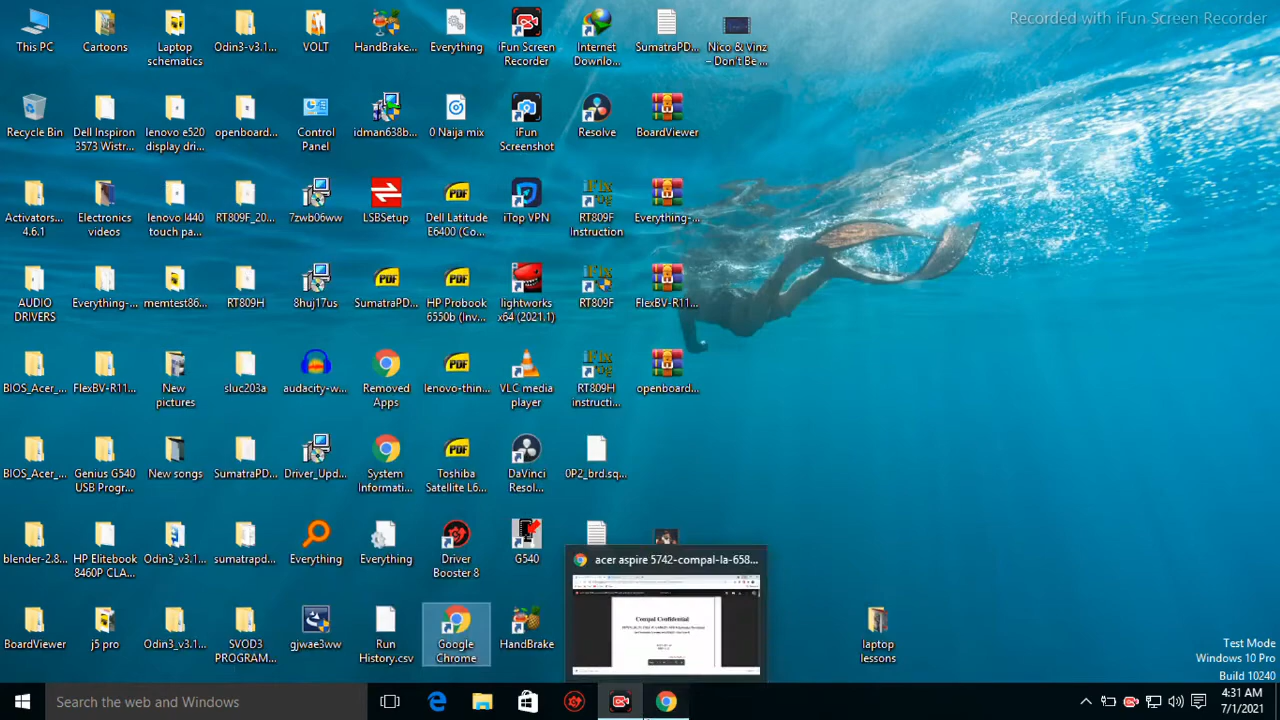 Recorded with iFun Screen Recorder
This PC
Cartoons
Laptop
schematics
Odin3-v3.1...
VOLT
HandBrake...
Everything
iFun Screen
Recorder
Internet
Downlo...
SumatraPD...
Nico & Vinz
– Don't Be ...
Recycle Bin
Dell Inspiron
3573 Wistr...
lenovo e520
display dri...
openboard...
Control
Panel
idman638b...
0 Naija mix
iFun
Screenshot
Resolve
BoardViewer
Activators...
4.6.1
Electronics
videos
lenovo l440
touch pa...
RT809F_20...
7zwb06ww
LSBSetup
PDF
Dell Latitude
E6400 (Co...
iTop VPN
iFix
RT809F
Instruction
Everything-...
AUDIO
DRIVERS
Everything-...
memtest86...
RT809H
8huj17us
PDF
SumatraPD...
PDF
HP Probook
6550b (Inv...
lightworks
x64 (2021.1)
iFix
RT809F
FlexBV-R11...
BIOS_Acer_...
FlexBV-R11...
New
pictures
sluc203a
audacity-w...
Removed
Apps
PDF
lenovo-thin...
VLC media
player
iFix
RT809H
instructi...
openboard...
BIOS_Acer_...
Genius G540
USB Progr...
New songs
SumatraPD...
Driver_Upd...
System
Informati...
PDF
Toshiba
Satellite L6...
DaVinci
Resol...
0P2_brd.sq...
blender-2.8...
HP Elitebook
8460P CLA...
Odin3_v3.1...
sumatrapd...
Everything
Everything
Driver
Booster 8
G540
acer aspire 5742-compal-la-658...
Compal Confidential
BoardViewer
j5 pro
Odin3_v3.1...
SVOD3
PROGRAM...
gjwae3ww
Run
History.csv
Google
Chrome
HandBrake
laptop
lessons
Test Mode
Windows 10 Pro
Build 10240
Search the web and Windows
4:31 AM
7/1/2021